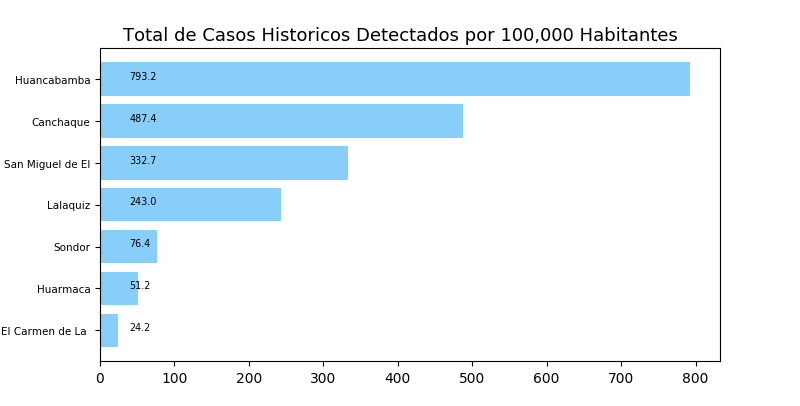 Total de Casos Historicos Detectados por 100,000 Habitantes
Huancabamba 793.2
Canchaque 487.4
San Miguel de El 332.7
Lalaquiz 243.0
Sondor 76.4
Huarmaca 51.2
El Carmen de La 24.2
0 100 200 300 400 500 600 700 800